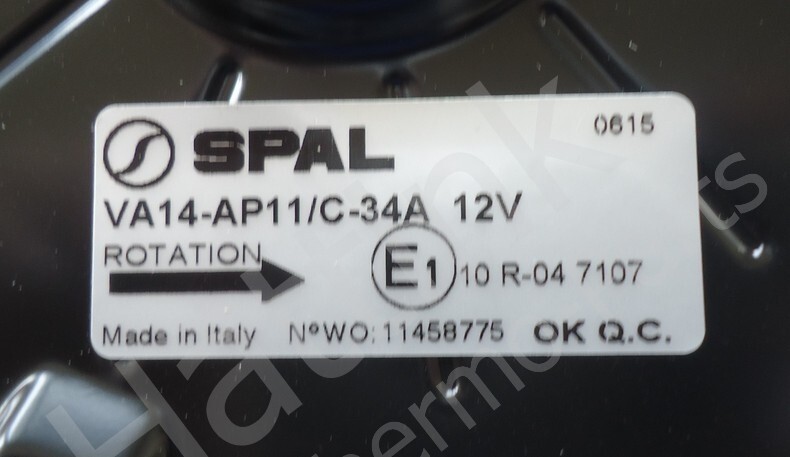 SPAL 0615
VA14-AP11/C-34A 12V
ROTATION
E1 10 R-04 7107
Made in Italy N°WO:11458775 OK Q.C.